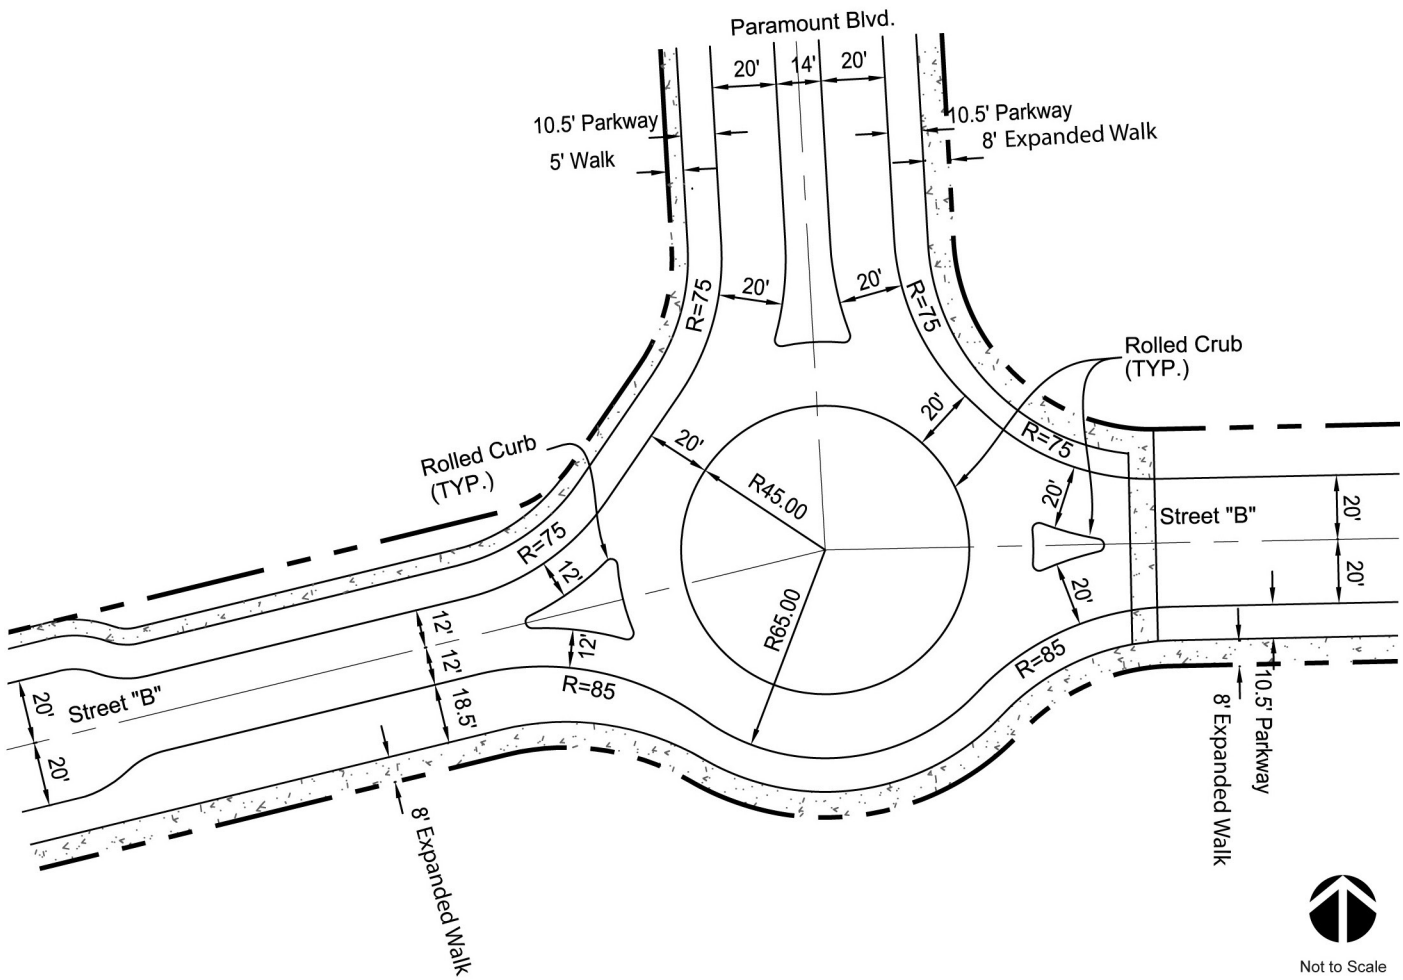 Paramount Blvd.
20'
14'
20'
10.5' Parkway
5' Walk
10.5' Parkway
8' Expanded Walk
20'
20'
R=75
R=75
Rolled Crub
(TYP.)
20'
20'
R=75
Rolled Curb
(TYP.)
R45.00
20'
Street "B"
20'
20'
R=75
12'
20'
R65.00
12'
12'
12'
R=85
R=85
18.5'
Street "B"
20'
20'
10.5' Parkway
8' Expanded Walk
8' Expanded Walk
Not to Scale